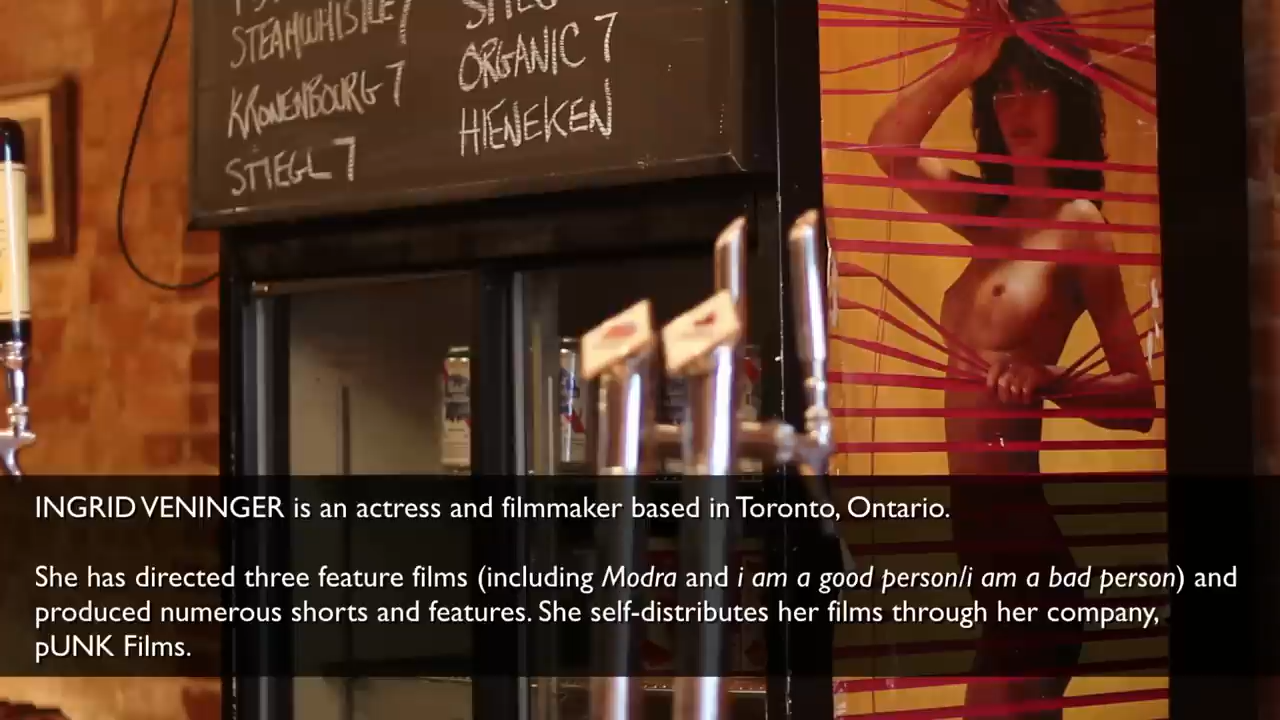 STEAMWHISTLE 7
KRONENBOURG 7
STIEGL 7
ORGANIC 7
HIENEKEN
INGRID VENINGER is an actress and filmmaker based in Toronto, Ontario.
She has directed three feature films (including Modra and i am a good person/i am a bad person) and
produced numerous shorts and features. She self-distributes her films through her company,
pUNK Films.